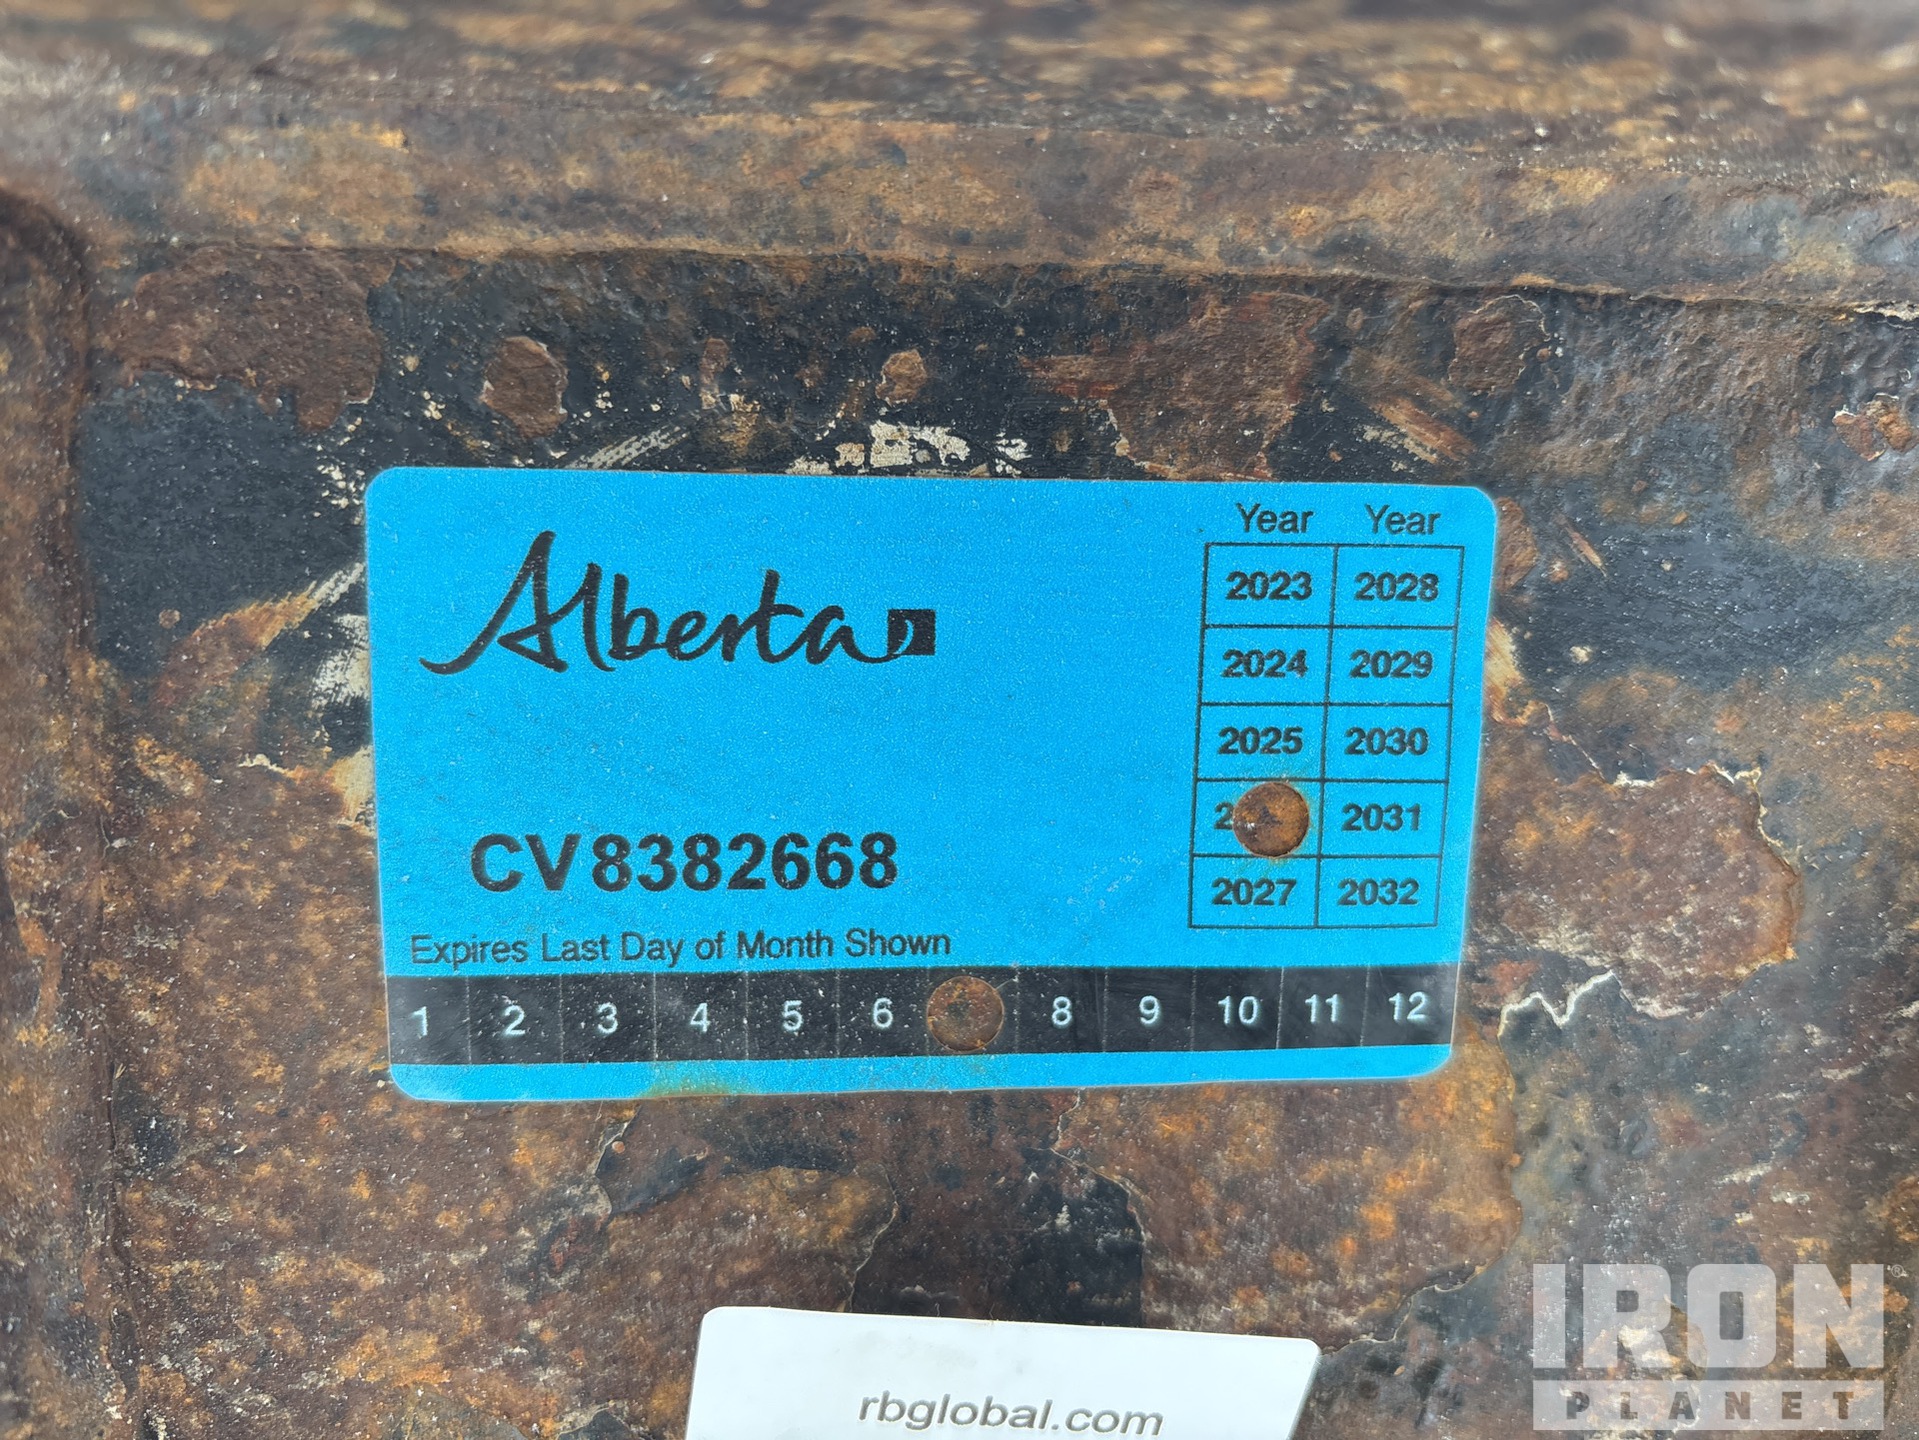 Alberta
Year Year
2023 2028
2024 2029
2025 2030
2031
2027 2032
CV8382668
Expires Last Day of Month Shown
1 2 3 4 5 6 8 9 10 11 12
rbglobal.com
IRON
PLANET